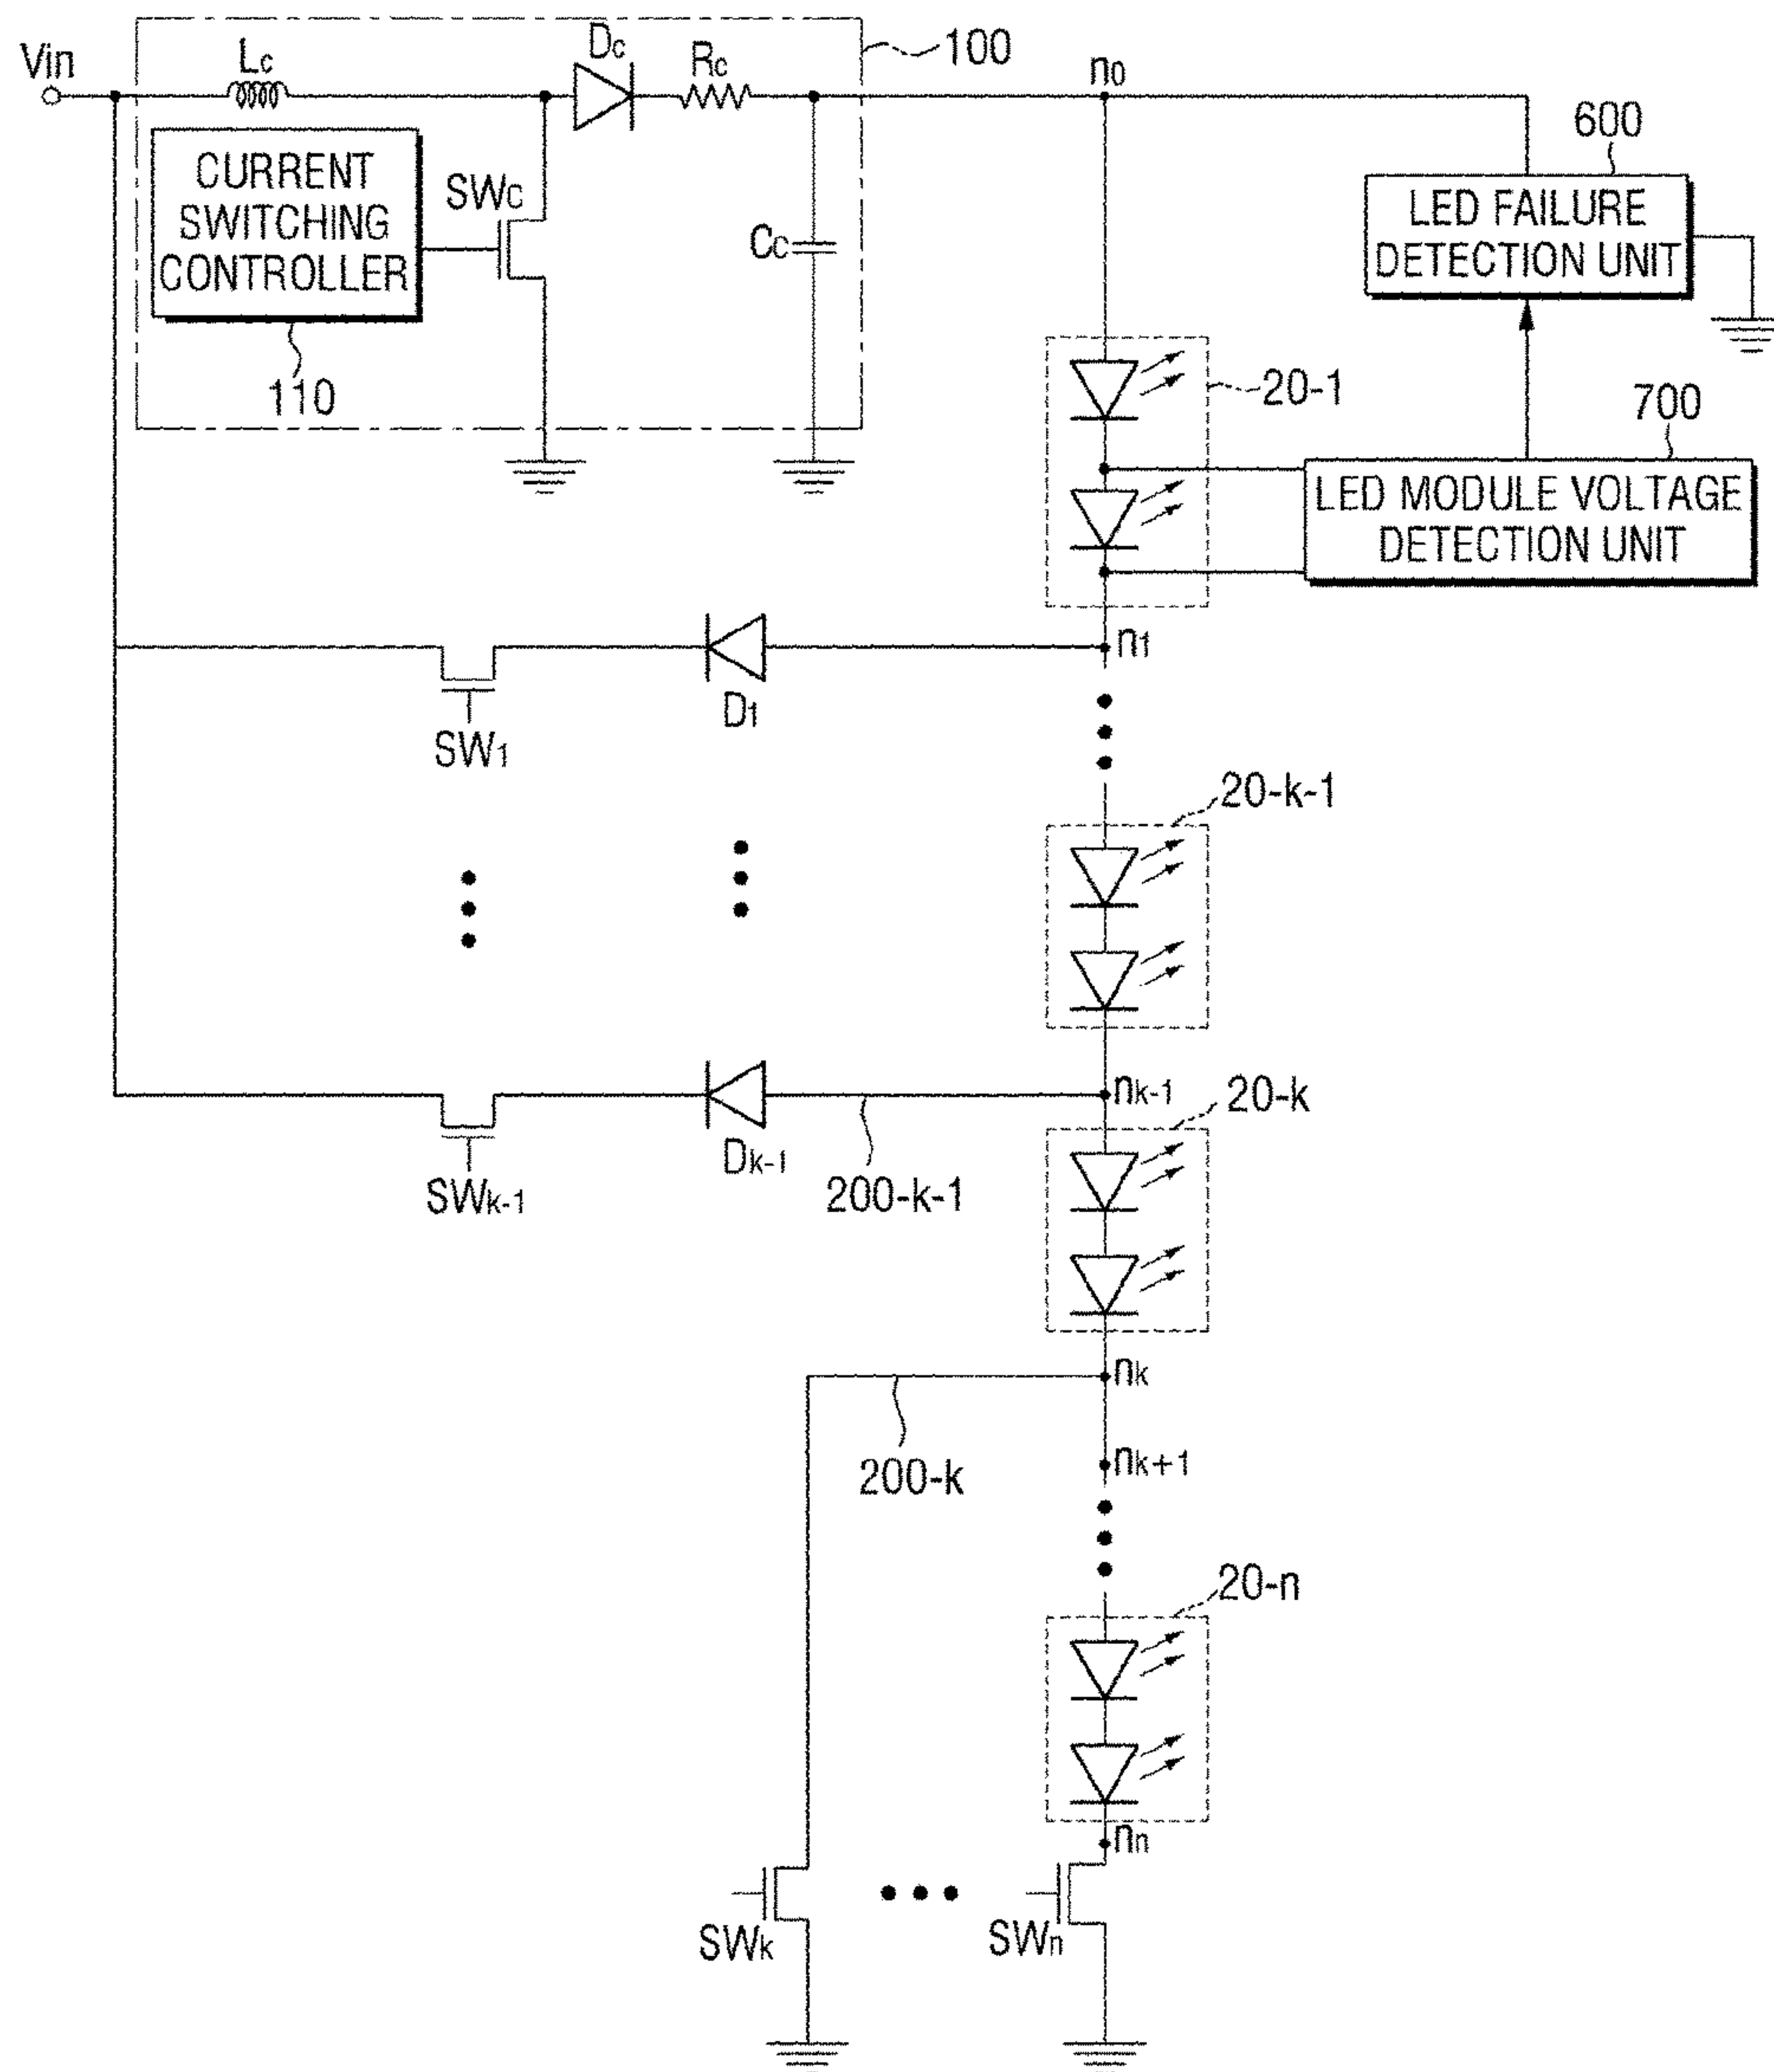 Vin
Lc
Dc
Rc
100
n0
CURRENT
SWITCHING
CONTROLLER
SWc
Cc
110
600
LED FAILURE
DETECTION UNIT
20-1
700
LED MODULE VOLTAGE
DETECTION UNIT
n1
D1
SW1
20-k-1
nk-1
20-k
Dk-1
SWk-1
200-k-1
nk
200-k
nk+1
20-n
nn
SWk
SWn